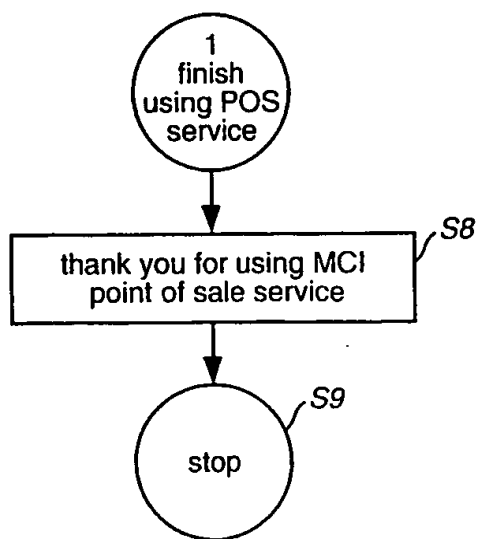 1
finish
using POS
service
S8
thank you for using MCI
point of sale service
S9
stop